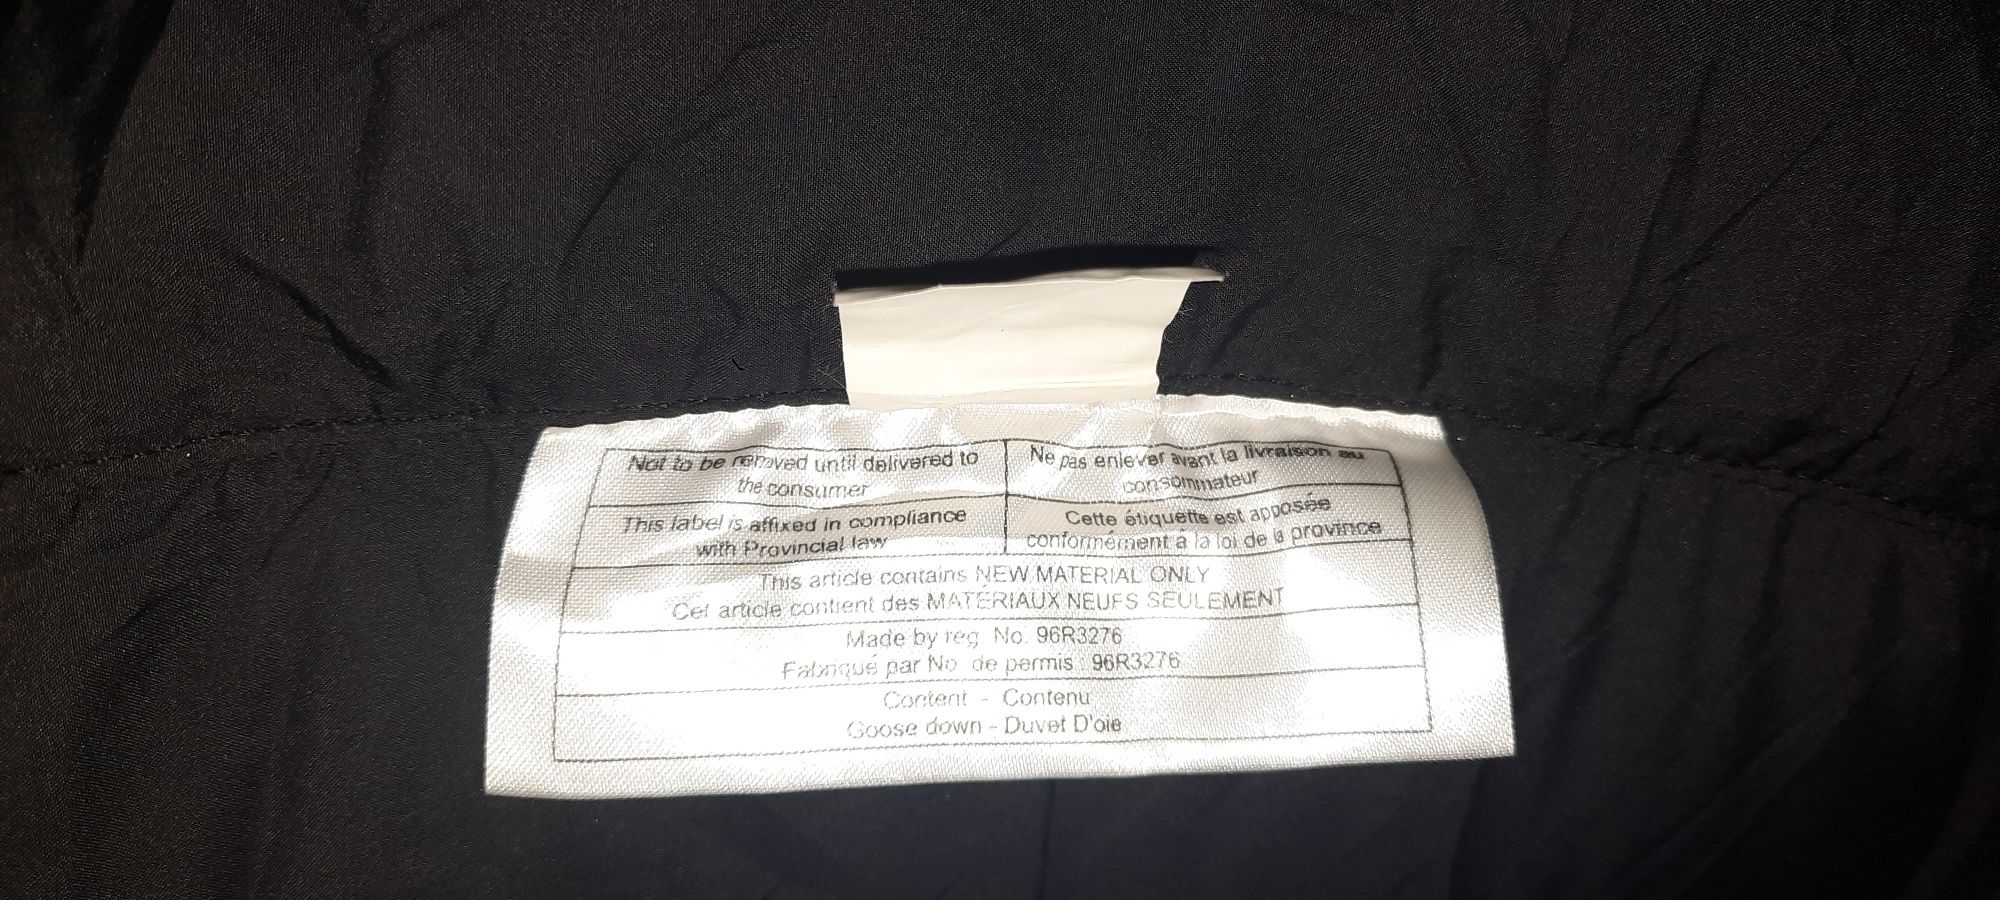 Not to be removed until delivered to
the consumer
Ne pas enlever avant la livraison au
consommateur
This label is affixed in compliance
with Provincial law
Cette étiquette est apposée
conformément à la loi de la province
This article contains NEW MATERIAL ONLY
Cet article contient des MATÉRIAUX NEUFS SEULEMENT
Made by reg. No. 96R3276
Fabriqué par No. de permis : 96R3276
Content - Contenu
Goose down - Duvet D'oie